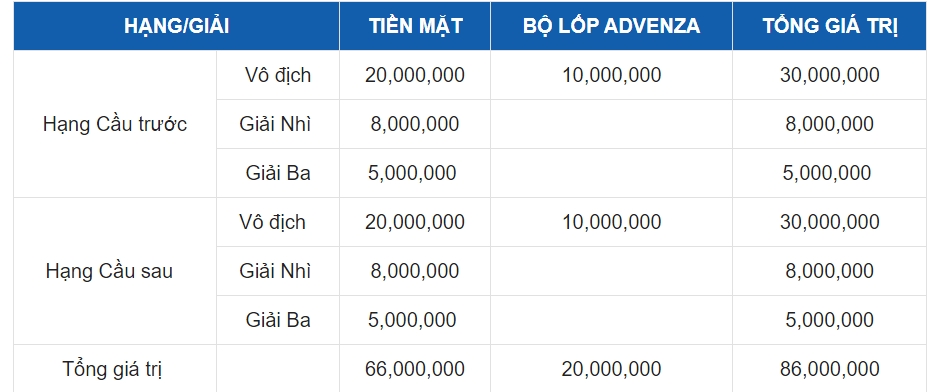 HẠNG/GIẢI TIỀN MẶT BỘ LỐP ADVENZA TỔNG GIÁ TRỊ
Hạng Cầu trước Vô địch 20,000,000 10,000,000 30,000,000
Giải Nhì 8,000,000 8,000,000
Giải Ba 5,000,000 5,000,000
Hạng Cầu sau Vô địch 20,000,000 10,000,000 30,000,000
Giải Nhì 8,000,000 8,000,000
Giải Ba 5,000,000 5,000,000
Tổng giá trị 66,000,000 20,000,000 86,000,000